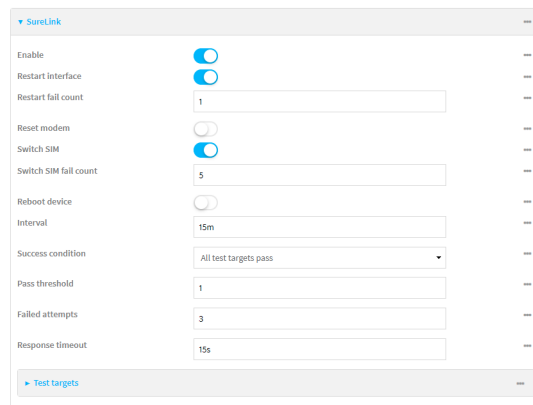 SureLink
Enable
Restart interface
Restart fail count
1
Reset modem
Switch SIM
Switch SIM fail count
5
Reboot device
Interval
15m
Success condition
All test targets pass
Pass threshold
1
Failed attempts
3
Response timeout
15s
Test targets